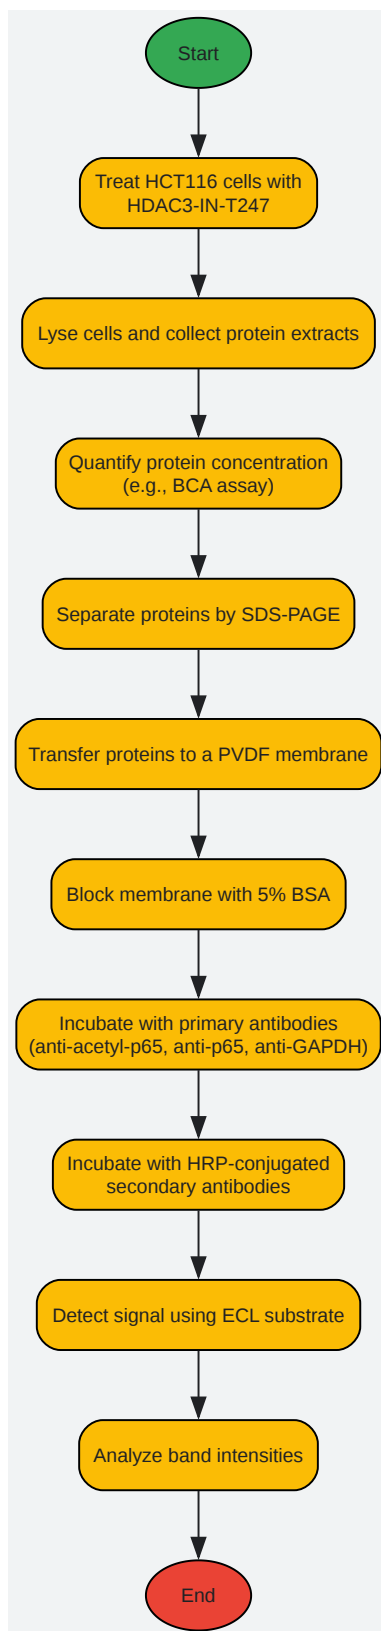 Start
Treat HCT116 cells with
HDAC3-IN-T247
Lyse cells and collect protein extracts
Quantify protein concentration
(e.g., BCA assay)
Separate proteins by SDS-PAGE
Transfer proteins to a PVDF membrane
Block membrane with 5% BSA
Incubate with primary antibodies
(anti-acetyl-p65, anti-p65, anti-GAPDH)
Incubate with HRP-conjugated
secondary antibodies
Detect signal using ECL substrate
Analyze band intensities
End